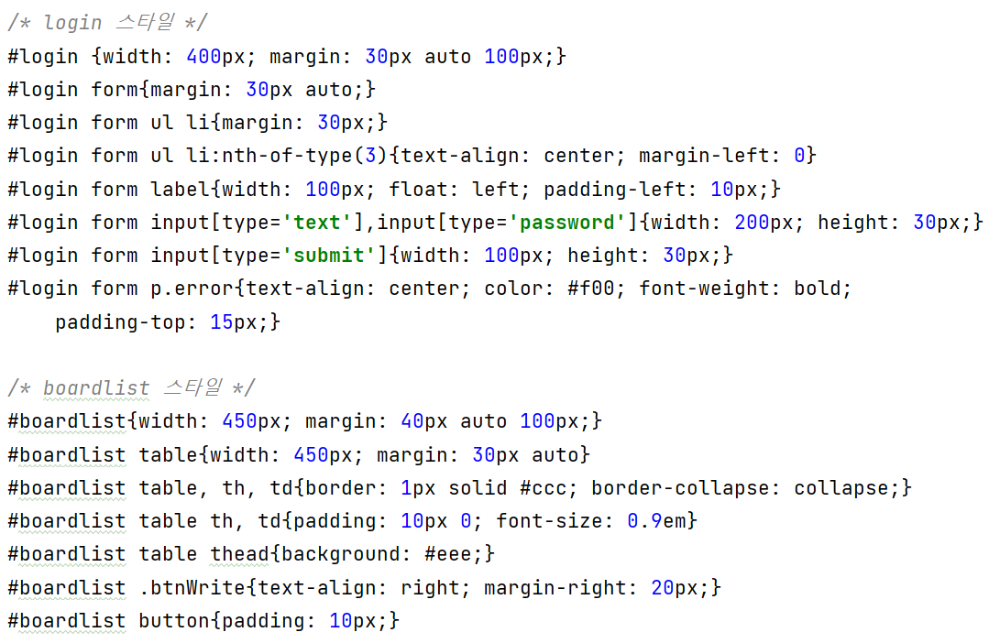 /* login 스타일 */
#login {width: 400px; margin: 30px auto 100px;}
#login form{margin: 30px auto;}
#login form ul li{margin: 30px;}
#login form ul li:nth-of-type(3){text-align: center; margin-left: 0}
#login form label{width: 100px; float: left; padding-left: 10px;}
#login form input[type='text'],input[type='password']{width: 200px; height: 30px;}
#login form input[type='submit']{width: 100px; height: 30px;}
#login form p.error{text-align: center; color: #f00; font-weight: bold;
    padding-top: 15px;}
/* boardlist 스타일 */
#boardlist{width: 450px; margin: 40px auto 100px;}
#boardlist table{width: 450px; margin: 30px auto}
#boardlist table, th, td{border: 1px solid #ccc; border-collapse: collapse;}
#boardlist table th, td{padding: 10px 0; font-size: 0.9em}
#boardlist table thead{background: #eee;}
#boardlist .btnWrite{text-align: right; margin-right: 20px;}
#boardlist button{padding: 10px;}